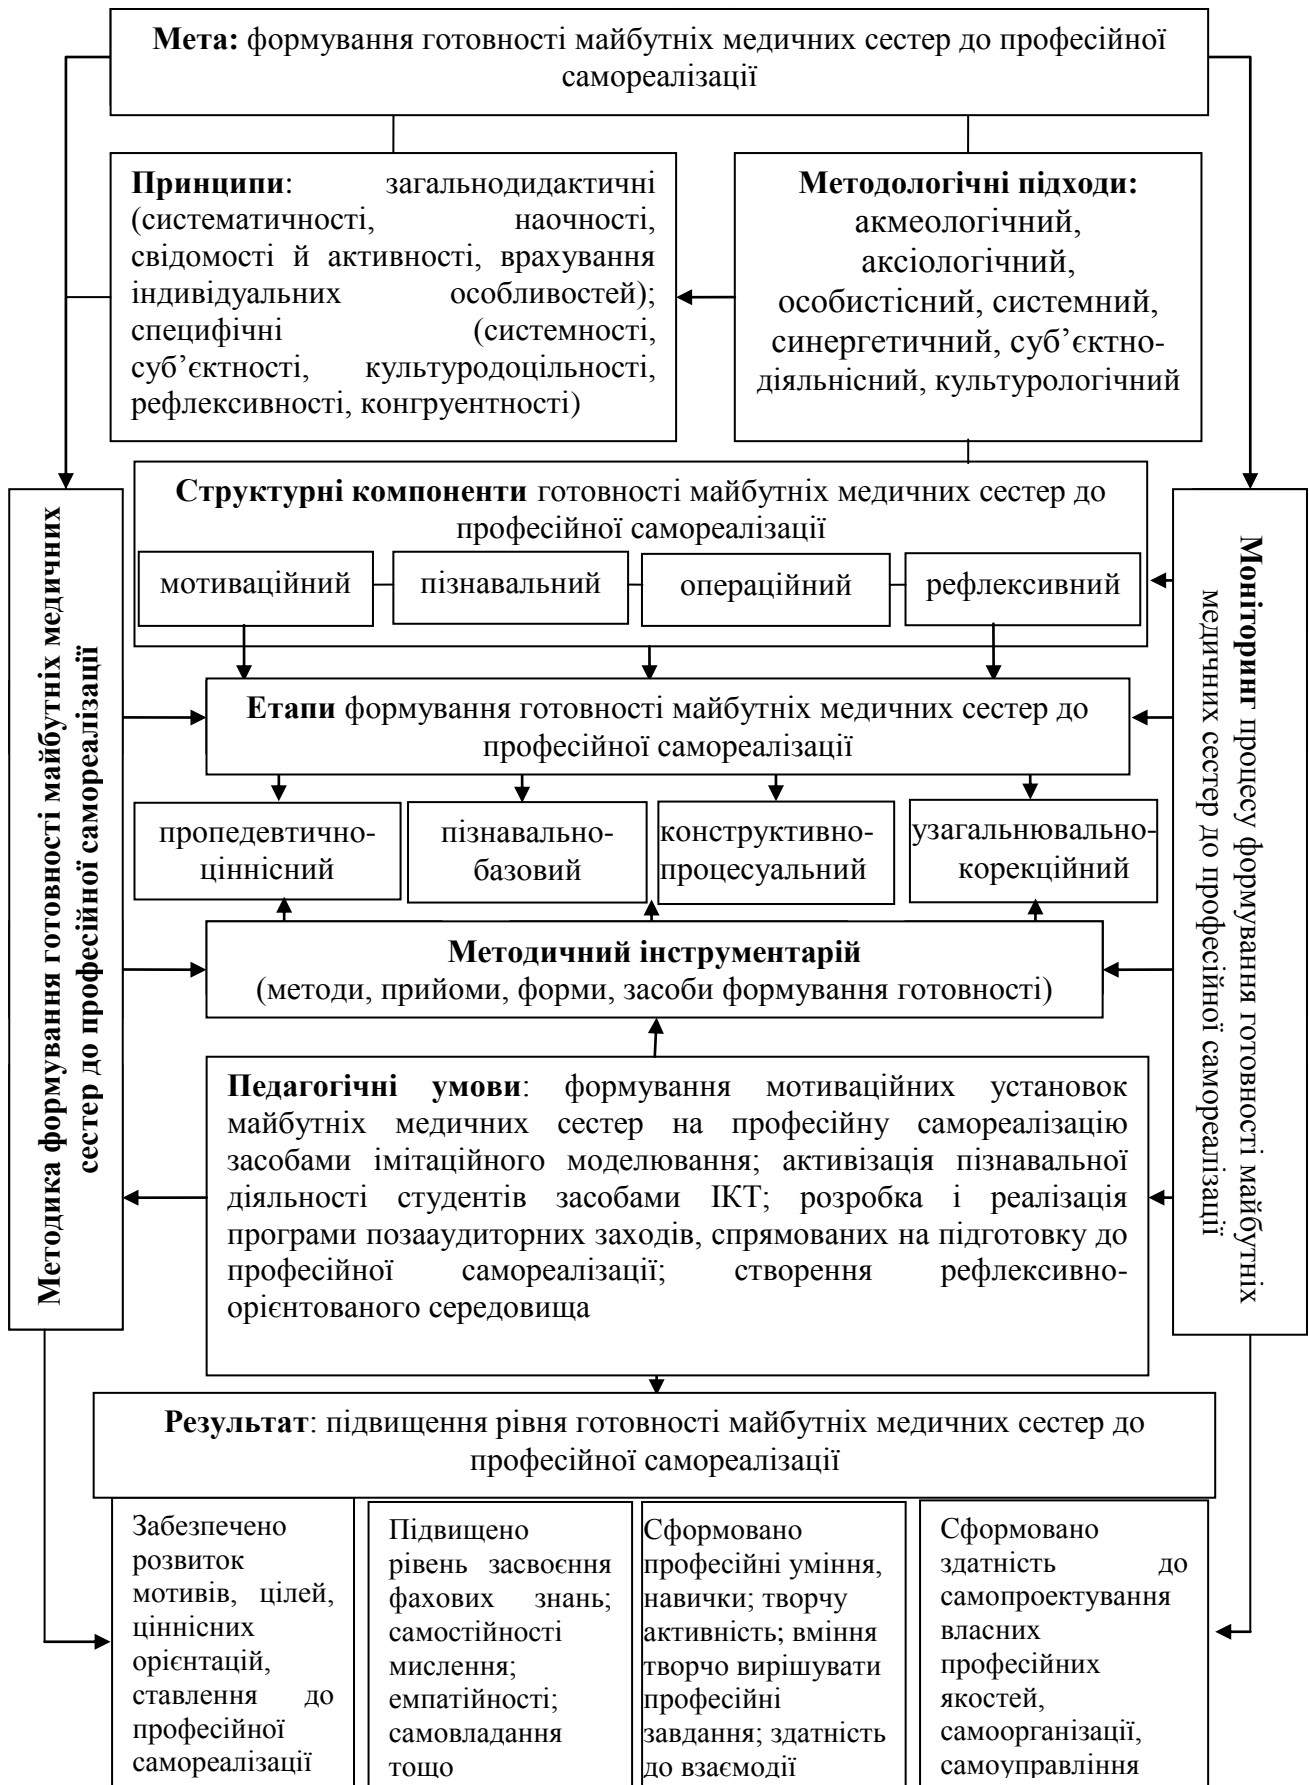 Мета: формування готовності майбутніх медичних сестер до професійної
самореалізації
Принципи: загальнодидактичні
(систематичності, наочності,
свідомості й активності, врахування
індивідуальних особливостей);
специфічні (системності,
суб’єктності, культуродоцільності,
рефлексивності, конгруентності)
Методологічні підходи:
акмеологічний,
аксіологічний,
особистісний, системний,
синергетичний, суб’єктно-
діяльнісний, культурологічний
Методика формування готовності майбутніх медичних
сестер до професійної самореалізації
Структурні компоненти готовності майбутніх медичних сестер до
професійної самореалізації
мотиваційний
пізнавальний
операційний
рефлексивний
Етапи формування готовності майбутніх медичних сестер до
професійної самореалізації
пропедевтично-
ціннісний
пізнавально-
базовий
конструктивно-
процесуальний
узагальнювально-
корекційний
Методичний інструментарій
(методи, прийоми, форми, засоби формування готовності)
Педагогічні умови: формування мотиваційних установок
майбутніх медичних сестер на професійну самореалізацію
засобами імітаційного моделювання; активізація пізнавальної
діяльності студентів засобами ІКТ; розробка і реалізація
програми позааудиторних заходів, спрямованих на підготовку до
професійної самореалізації; створення рефлексивно-
орієнтованого середовища
Моніторинг процесу формування готовності майбутніх
медичних сестер до професійної самореалізації
Результат: підвищення рівня готовності майбутніх медичних сестер до
професійної самореалізації
Забезпечено
розвиток
мотивів, цілей,
ціннісних
орієнтацій,
ставлення до
професійної
самореалізації
Підвищено
рівень засвоєння
фахових знань;
самостійності
мислення;
емпатійності;
самовладання
тощо
Сформовано
професійні уміння,
навички; творчу
активність; вміння
творчо вирішувати
професійні
завдання; здатність
до взаємодії
Сформовано
здатність до
самопроектування
власних
професійних
якостей,
самоорганізації,
самоуправління